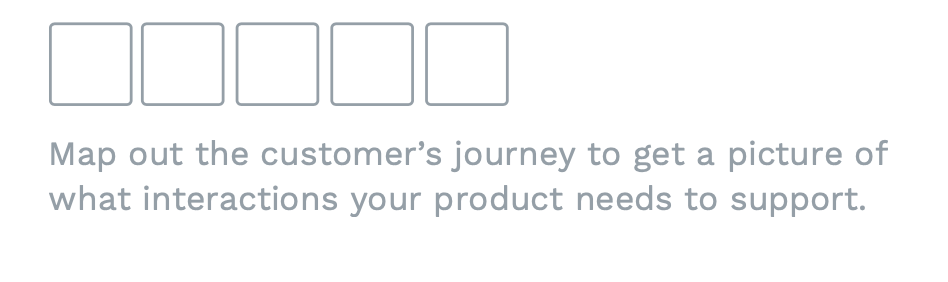 Map out the customer’s journey to get a picture of
what interactions your product needs to support.